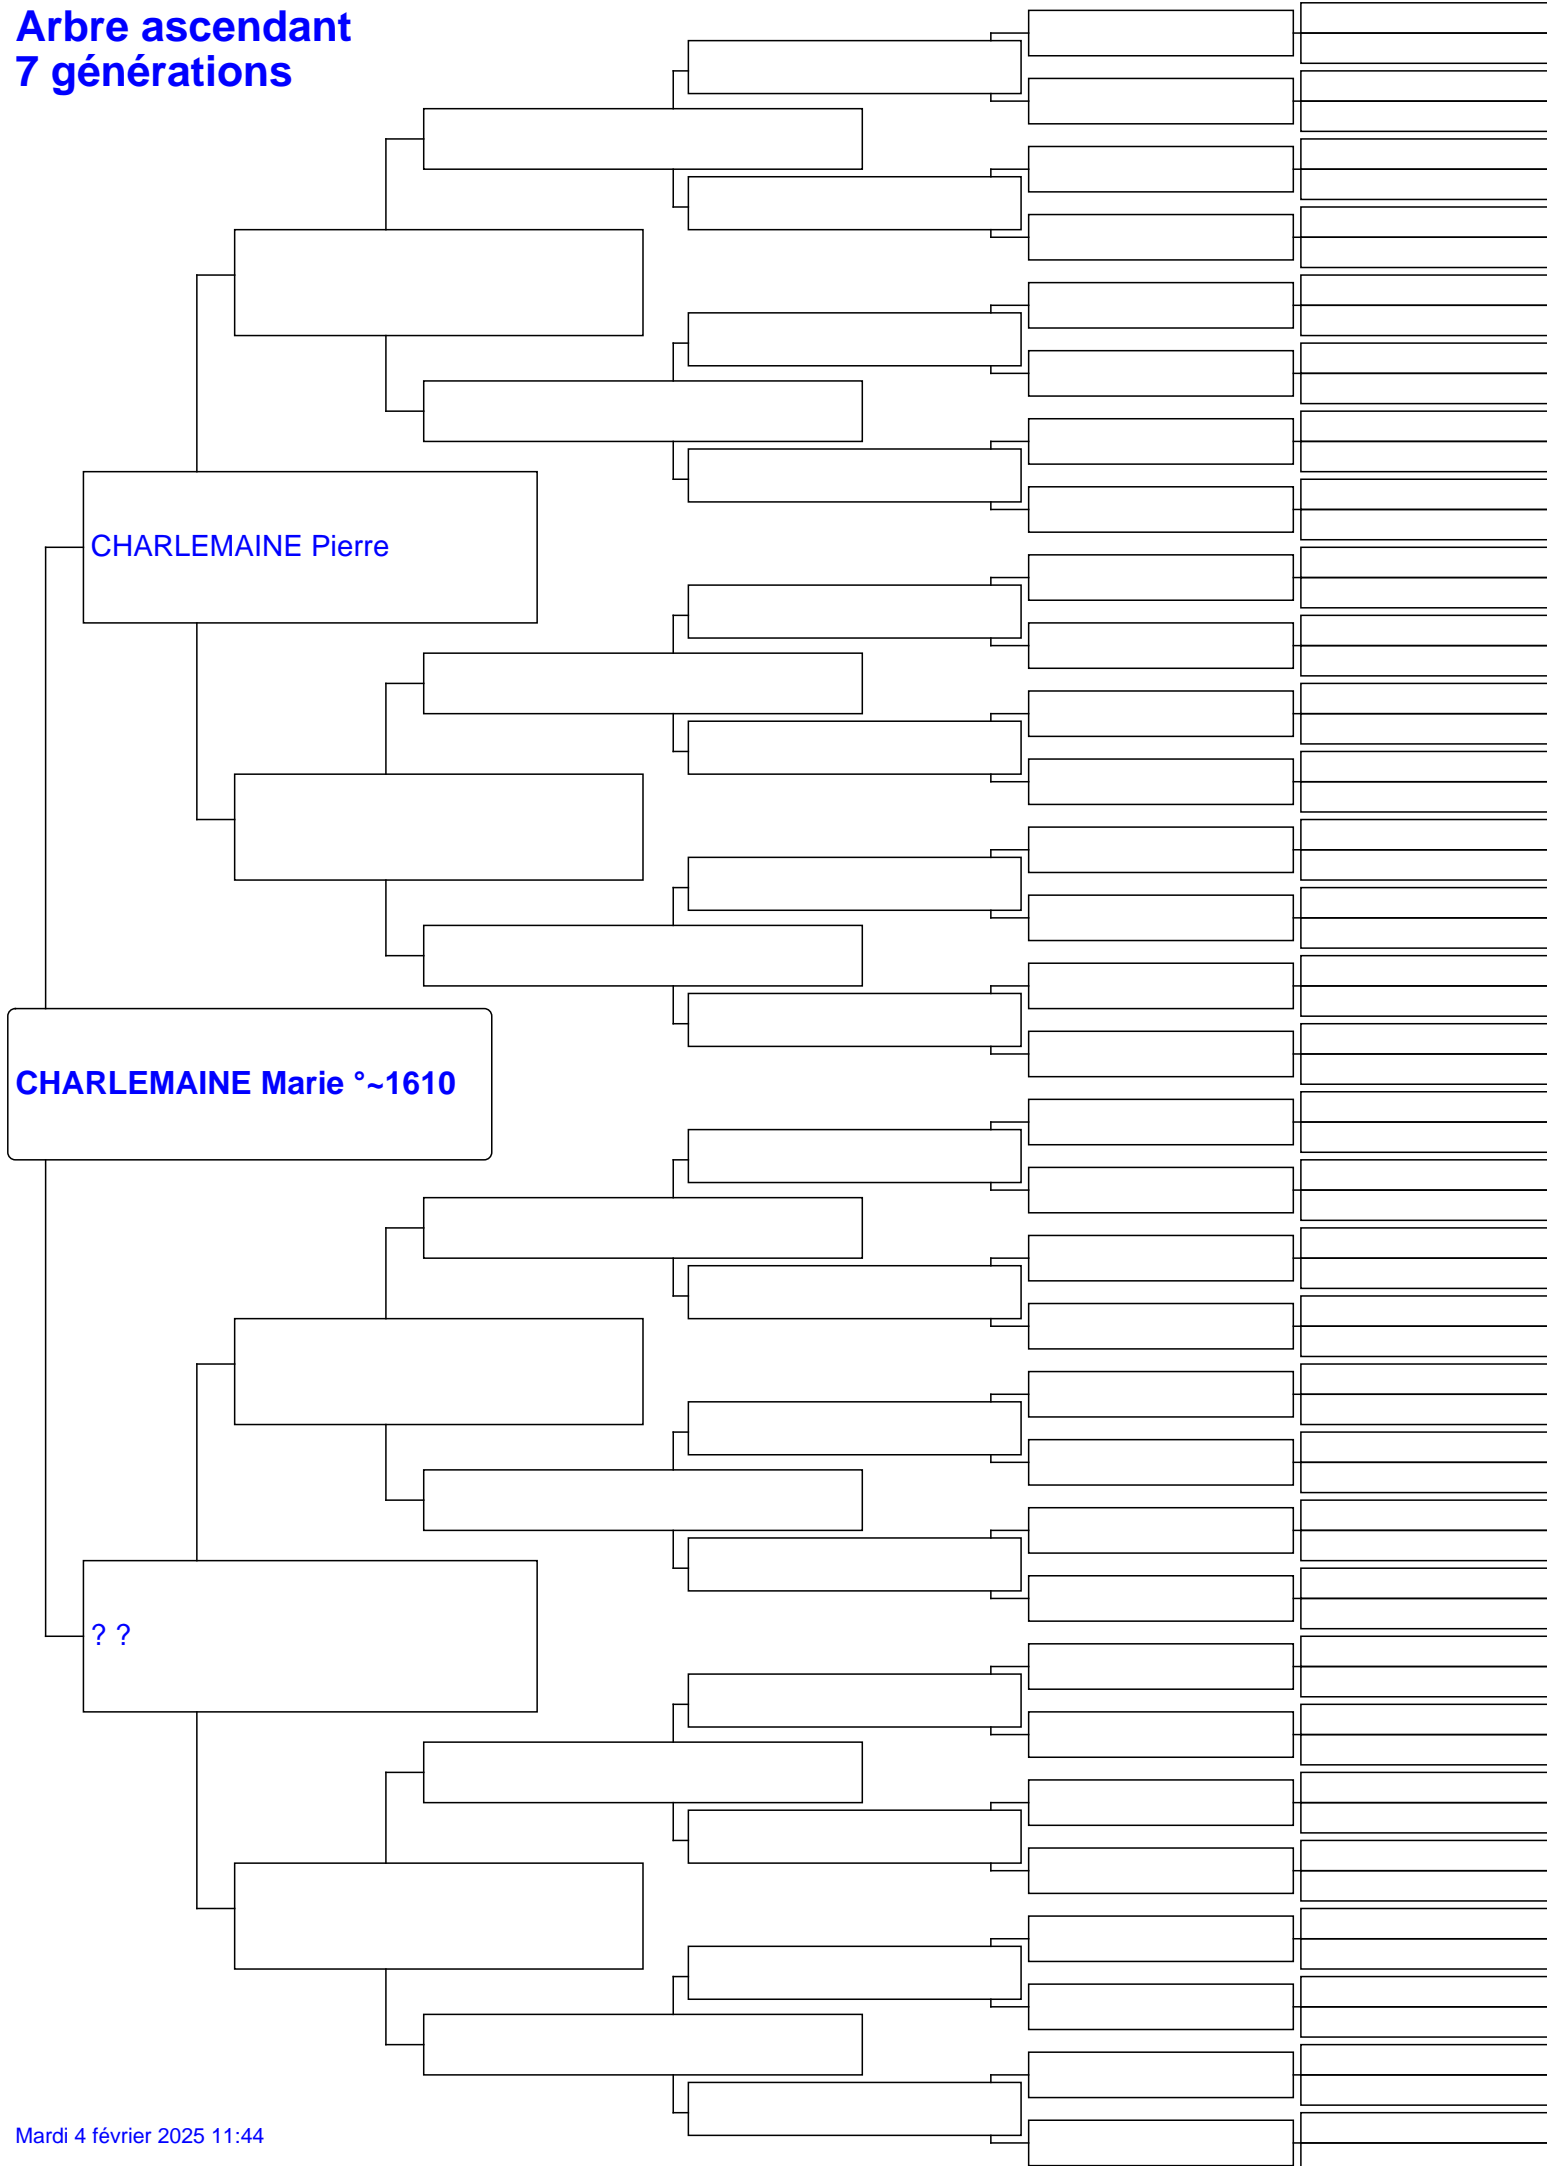 Arbre ascendant
7 générations
CHARLEMAINE Pierre
CHARLEMAINE Marie °~1610
? ?
Mardi 4 février 2025 11:44